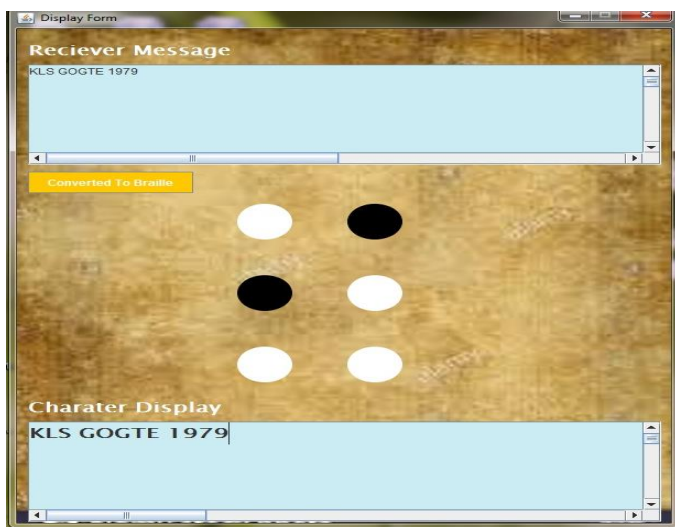 Display Form
Reciever Message
KLS GOGTE 1979
Converted To Braille
Charater Display
KLS GOGTE 1979